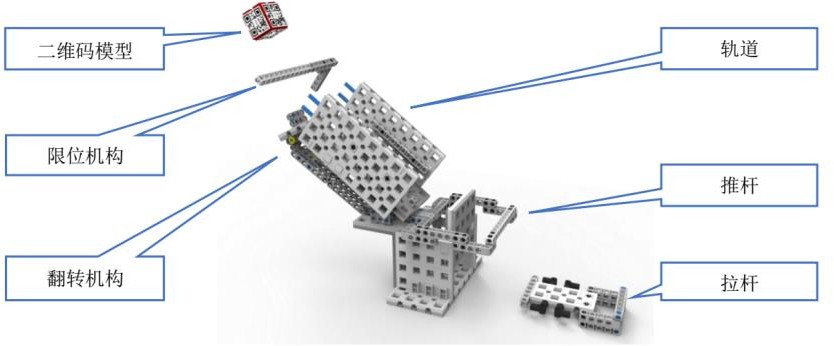 二维码模型
轨道
限位机构
推杆
翻转机构
拉杆